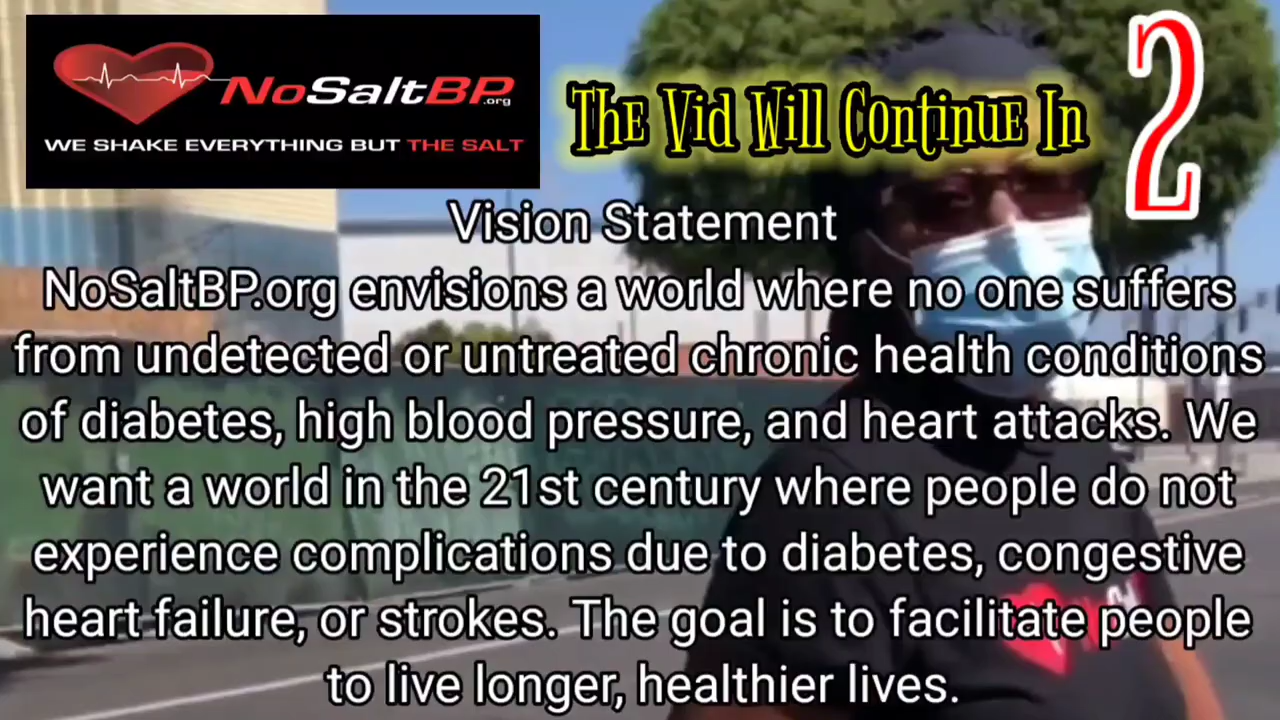 NoSaltBP.org
WE SHAKE EVERYTHING BUT THE SALT
The Vid Will Continue In
2
Vision Statement
NoSaltBP.org envisions a world where no one suffers
from undetected or untreated chronic health conditions
of diabetes, high blood pressure, and heart attacks. We
want a world in the 21st century where people do not
experience complications due to diabetes, congestive
heart failure, or strokes. The goal is to facilitate people
to live longer, healthier lives.